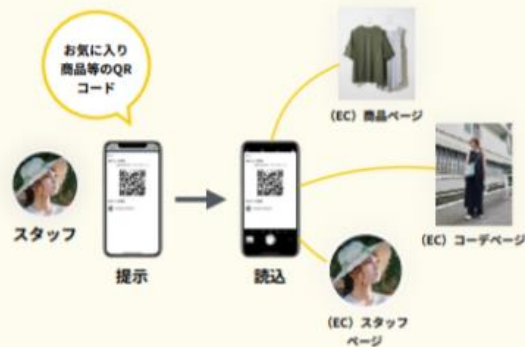 お気に入り
商品等のQR
コード
スタッフ
提示
読込
（EC）商品ページ
（EC）コーデページ
（EC）スタッフ
ページ